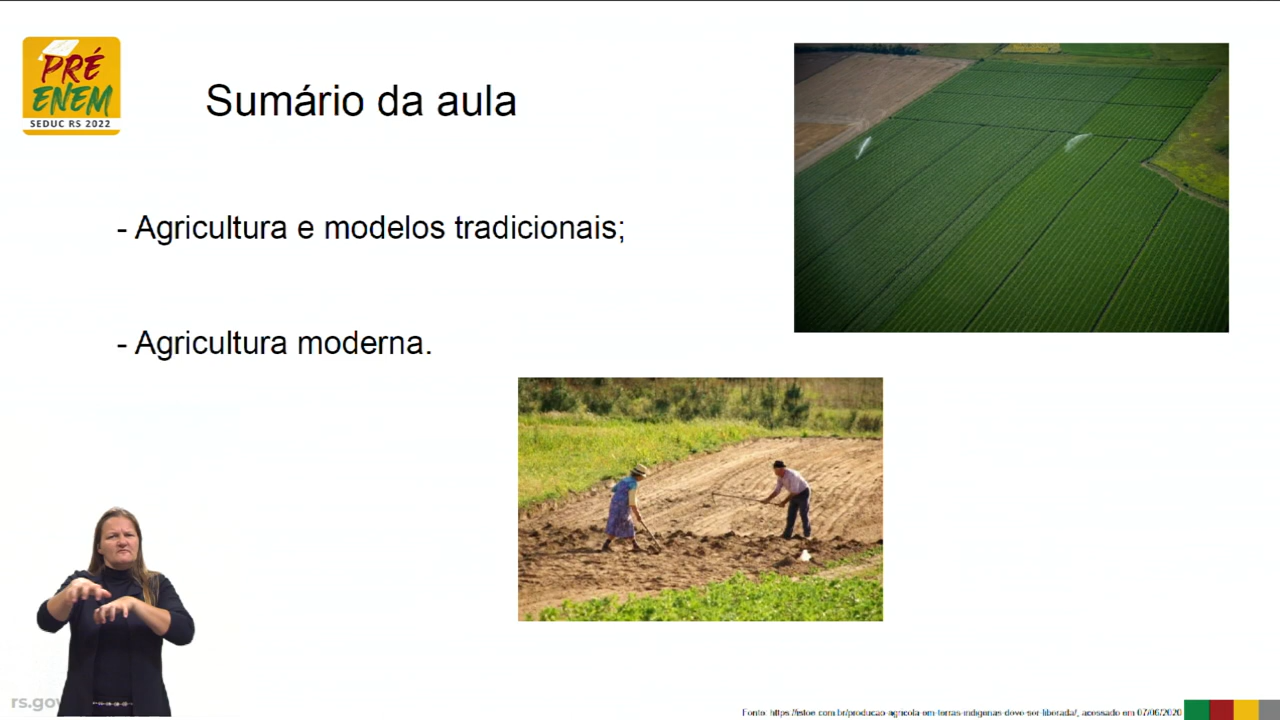 PRÉ
ENEM
SEDUC RS 2022
Sumário da aula
- Agricultura e modelos tradicionais;
- Agricultura moderna.
rs.gov
Fonte: https://istoe.com.br/producao-agricola-em-terras-indigenas-deve-ser-liberada/, acessado em 07/06/2020